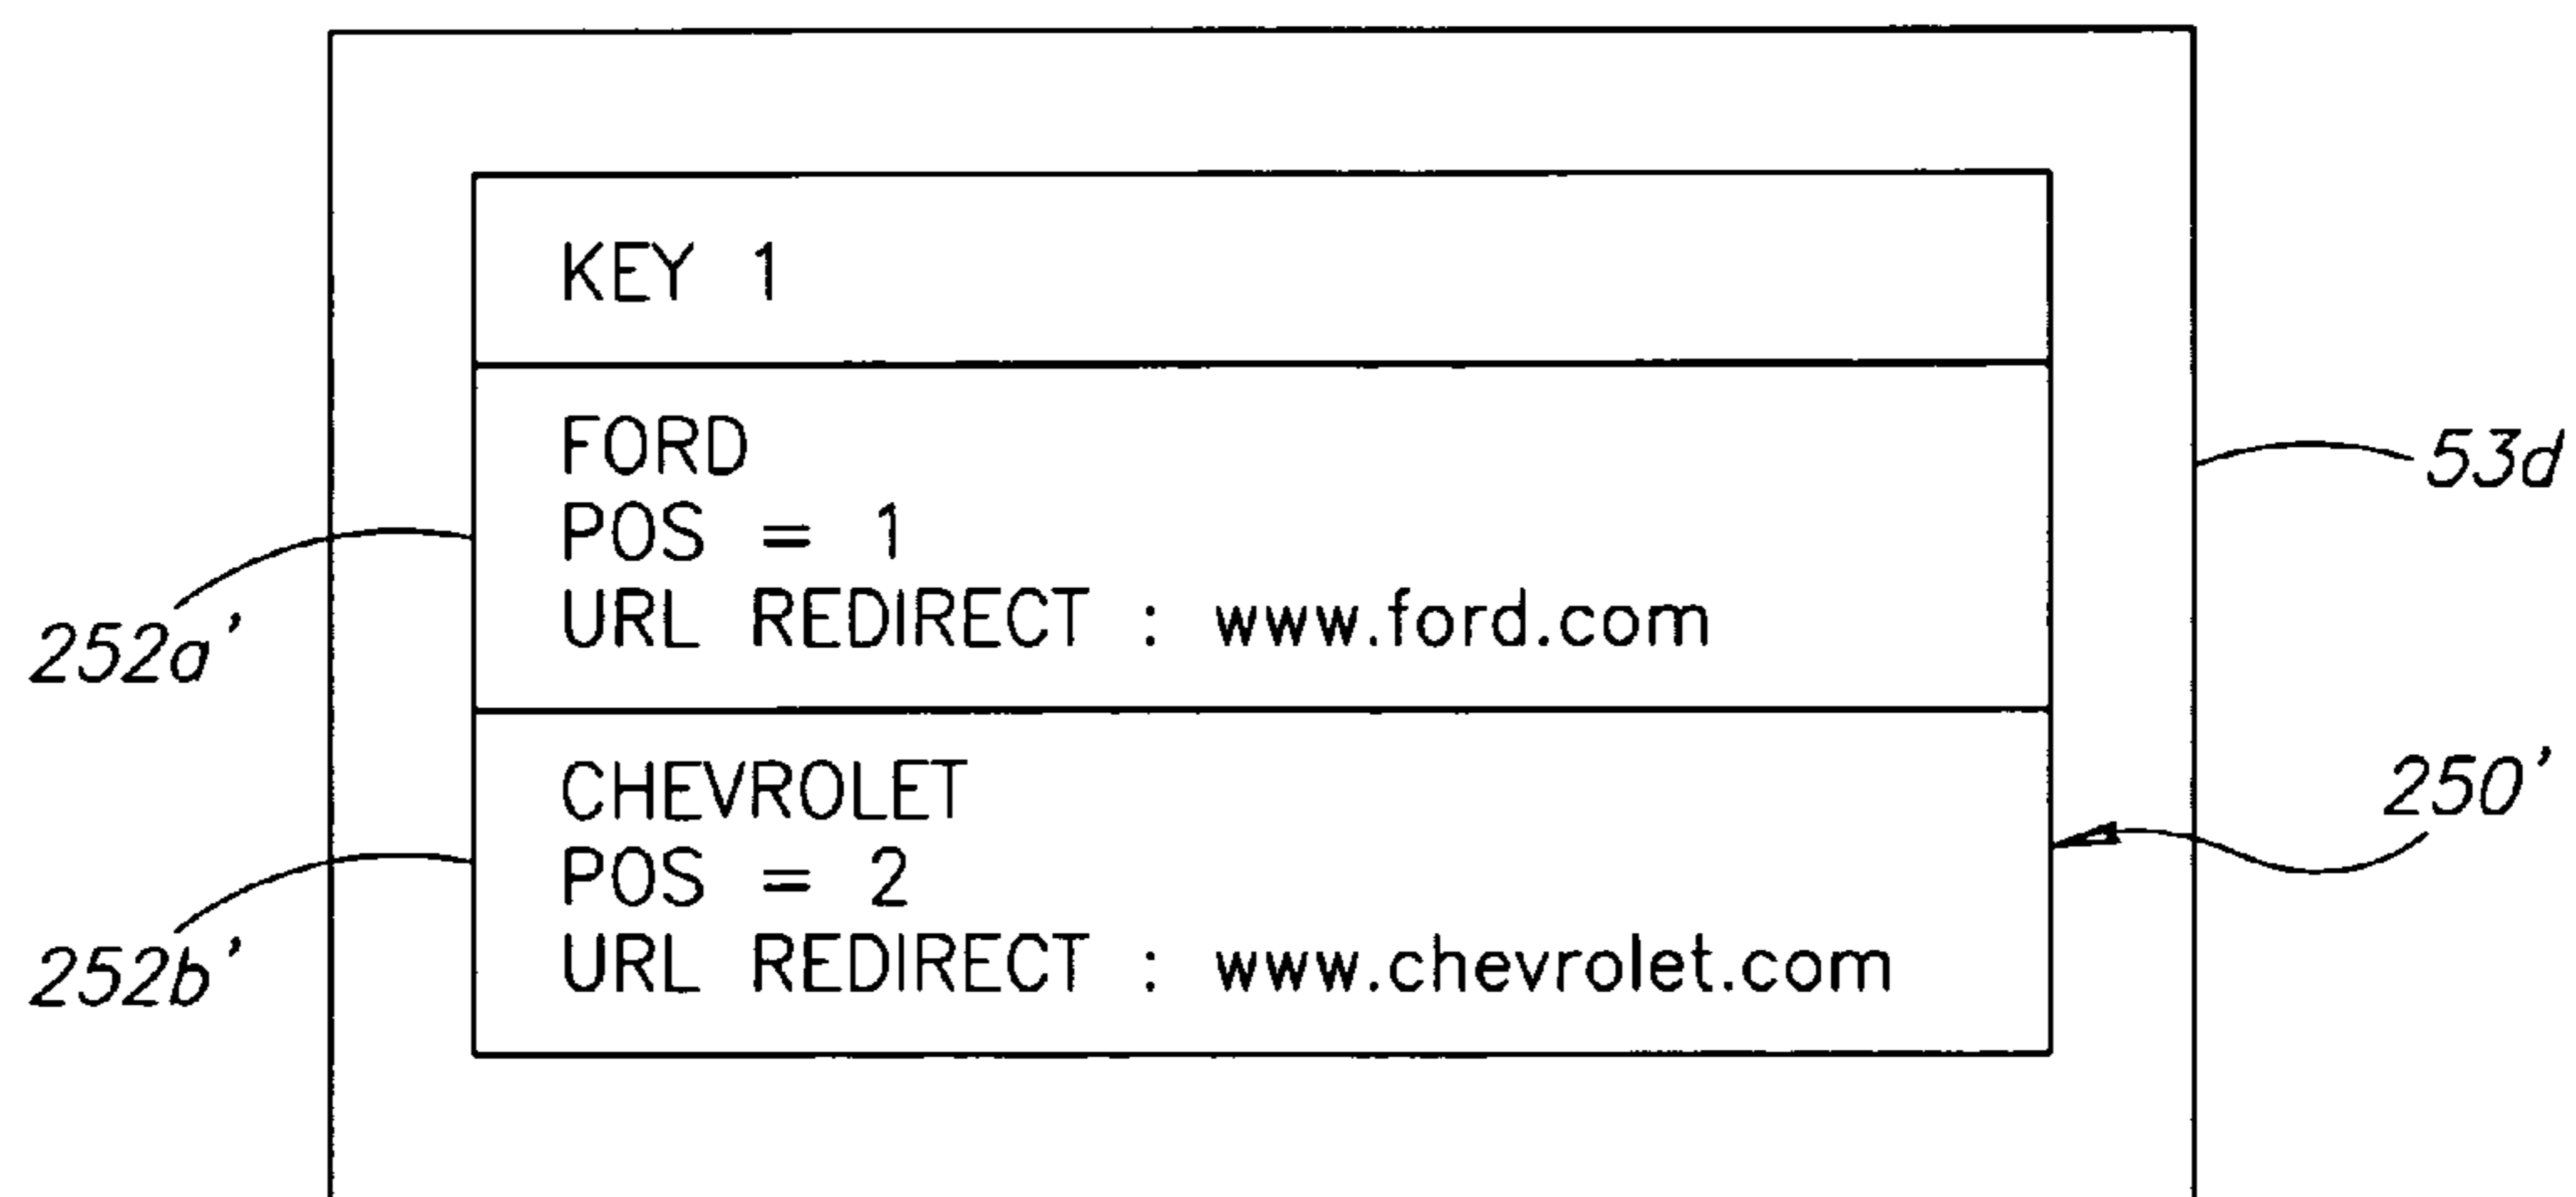 KEY 1
FORD
POS = 1
URL REDIRECT : www.ford.com
CHEVROLET
POS = 2
URL REDIRECT : www.chevrolet.com
252a'
252b'
53d
250'